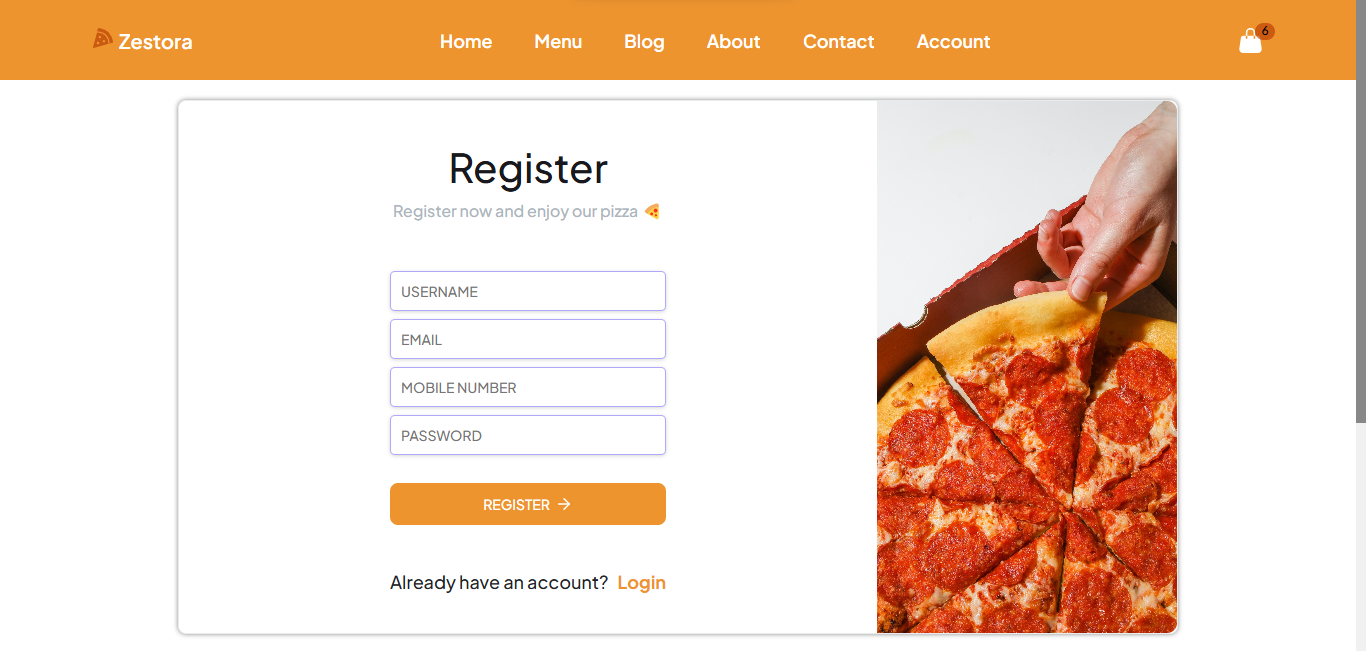 Zestora
Home Menu Blog About Contact Account
6
Register
Register now and enjoy our pizza 🍕
USERNAME
EMAIL
MOBILE NUMBER
PASSWORD
REGISTER →
Already have an account? Login